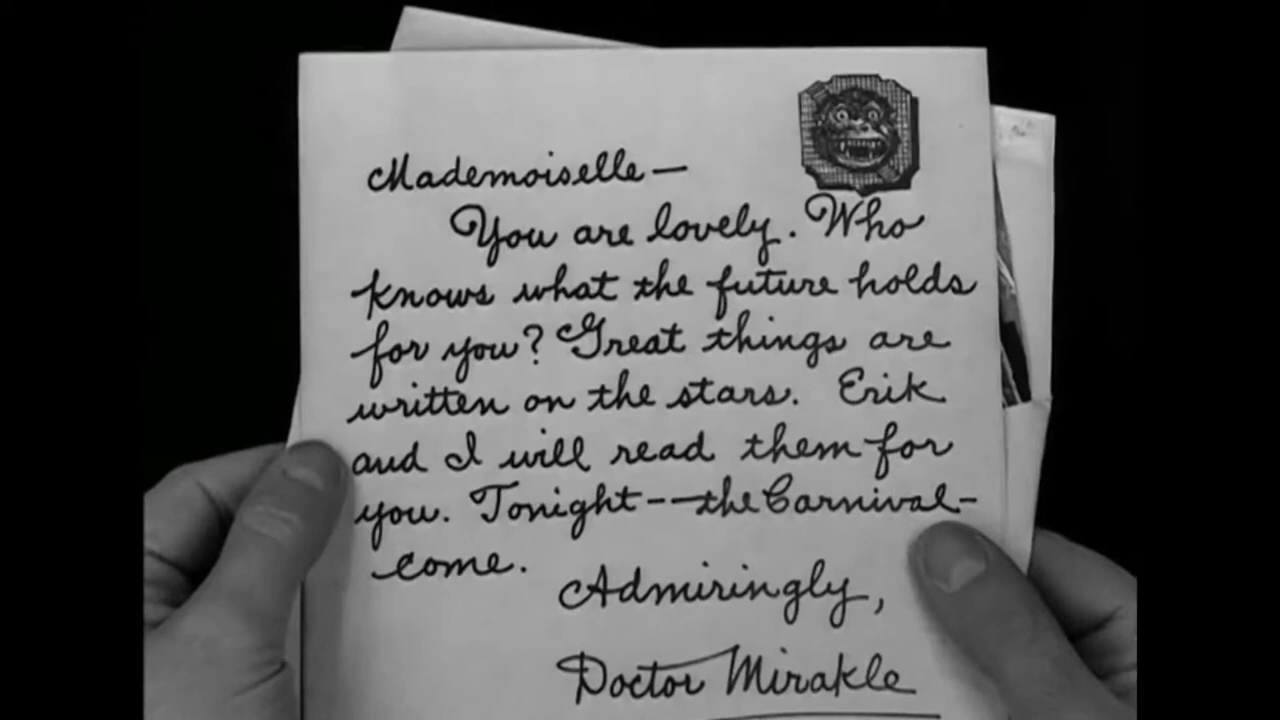 Mademoiselle—
You are lovely. Who
knows what the future holds
for you? Great things are
written on the stars. Erik
and I will read them for
you. Tonight--the Carnival-
come.
Admiringly,
Doctor Mirakle